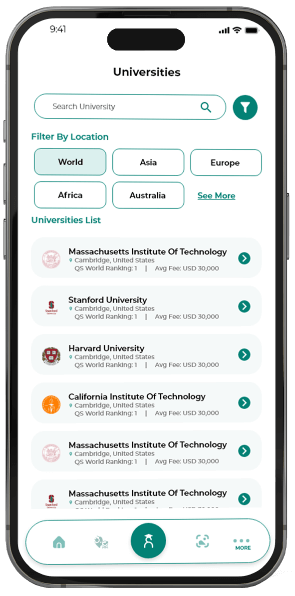 9:41
Universities
Search University
Filter By Location
World
Asia
Europe
Africa
Australia
See More
Universities List
Massachusetts Institute Of Technology
Cambridge, United States
QS World Ranking: 1 | Avg Fee: USD 30,000
Stanford University
Cambridge, United States
QS World Ranking: 1 | Avg Fee: USD 30,000
Harvard University
Cambridge, United States
QS World Ranking: 1 | Avg Fee: USD 30,000
California Institute Of Technology
Cambridge, United States
QS World Ranking: 1 | Avg Fee: USD 30,000
Massachusetts Institute Of Technology
Cambridge, United States
QS World Ranking: 1 | Avg Fee: USD 30,000
Massachusetts Institute Of Technology
Cambridge, United States
MORE